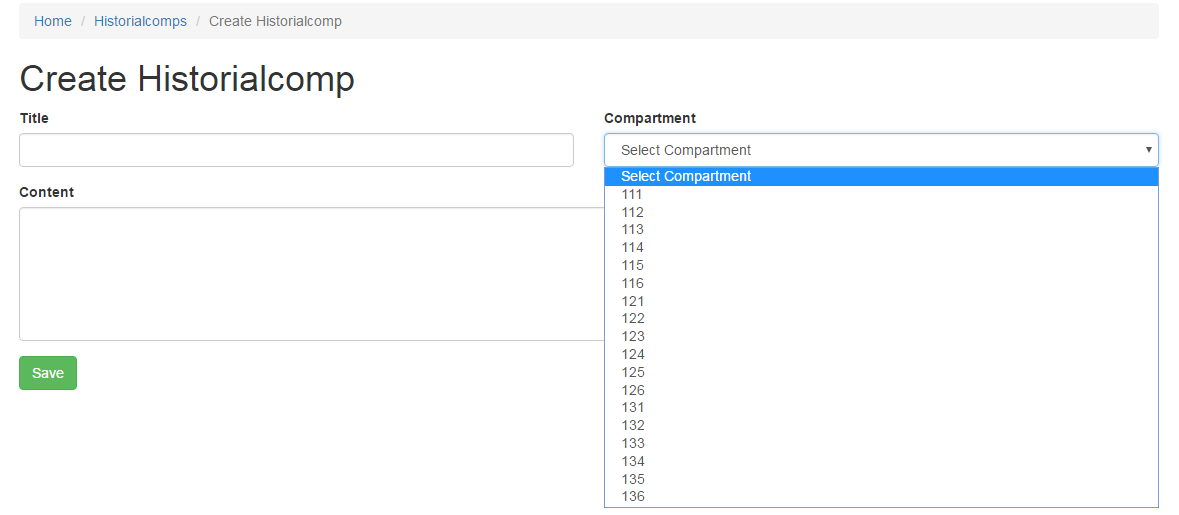 Home / Historialcomps / Create Historialcomp
Create Historialcomp
Title
Compartment
Select Compartment
Select Compartment
111
112
113
114
115
116
121
122
123
124
125
126
131
132
133
134
135
136
Content
Save